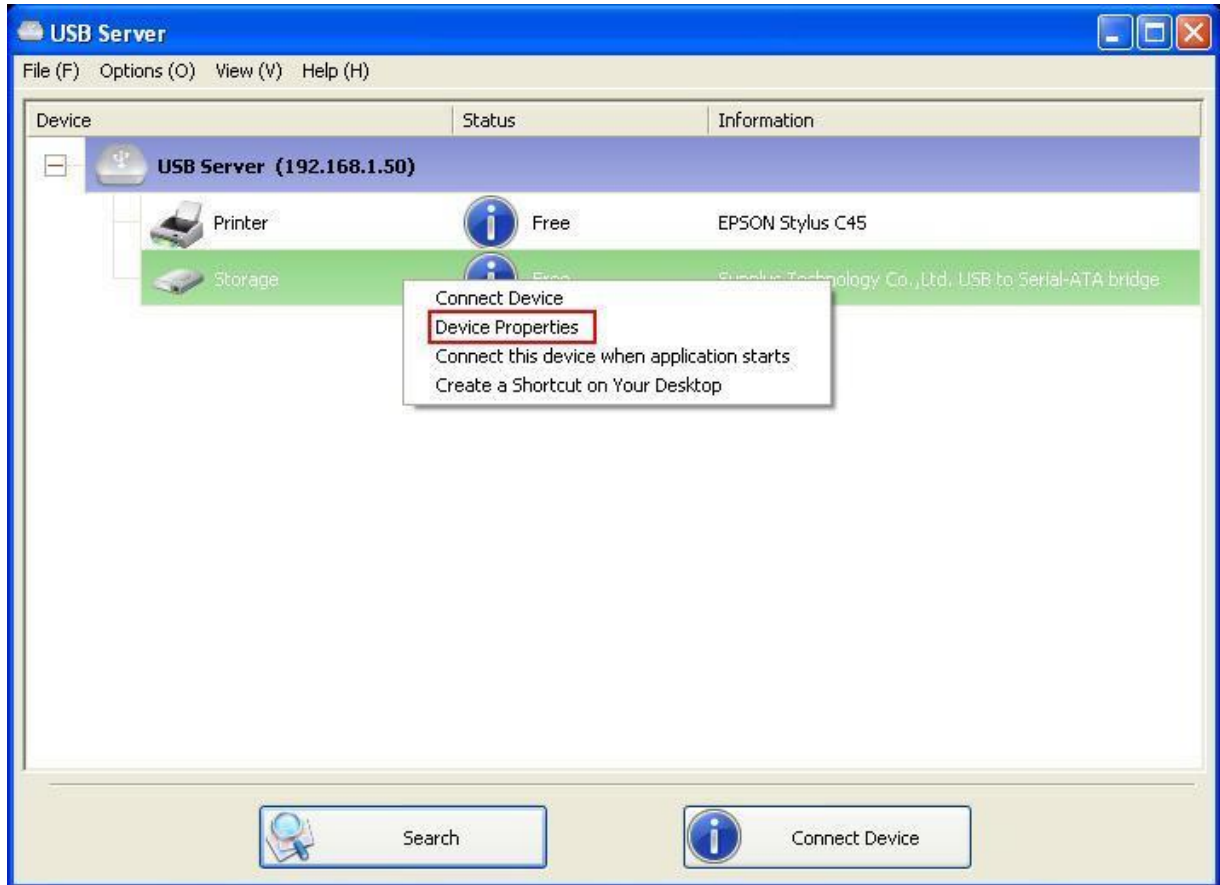 USB Server
File (F) Options (O) View (V) Help (H)
Device Status Information
USB Server (192.168.1.50)
Printer Free EPSON Stylus C45
Storage Free Sunplus Technology Co.,Ltd. USB to Serial-ATA bridge
Connect Device
Device Properties
Connect this device when application starts
Create a Shortcut on Your Desktop
Search Connect Device